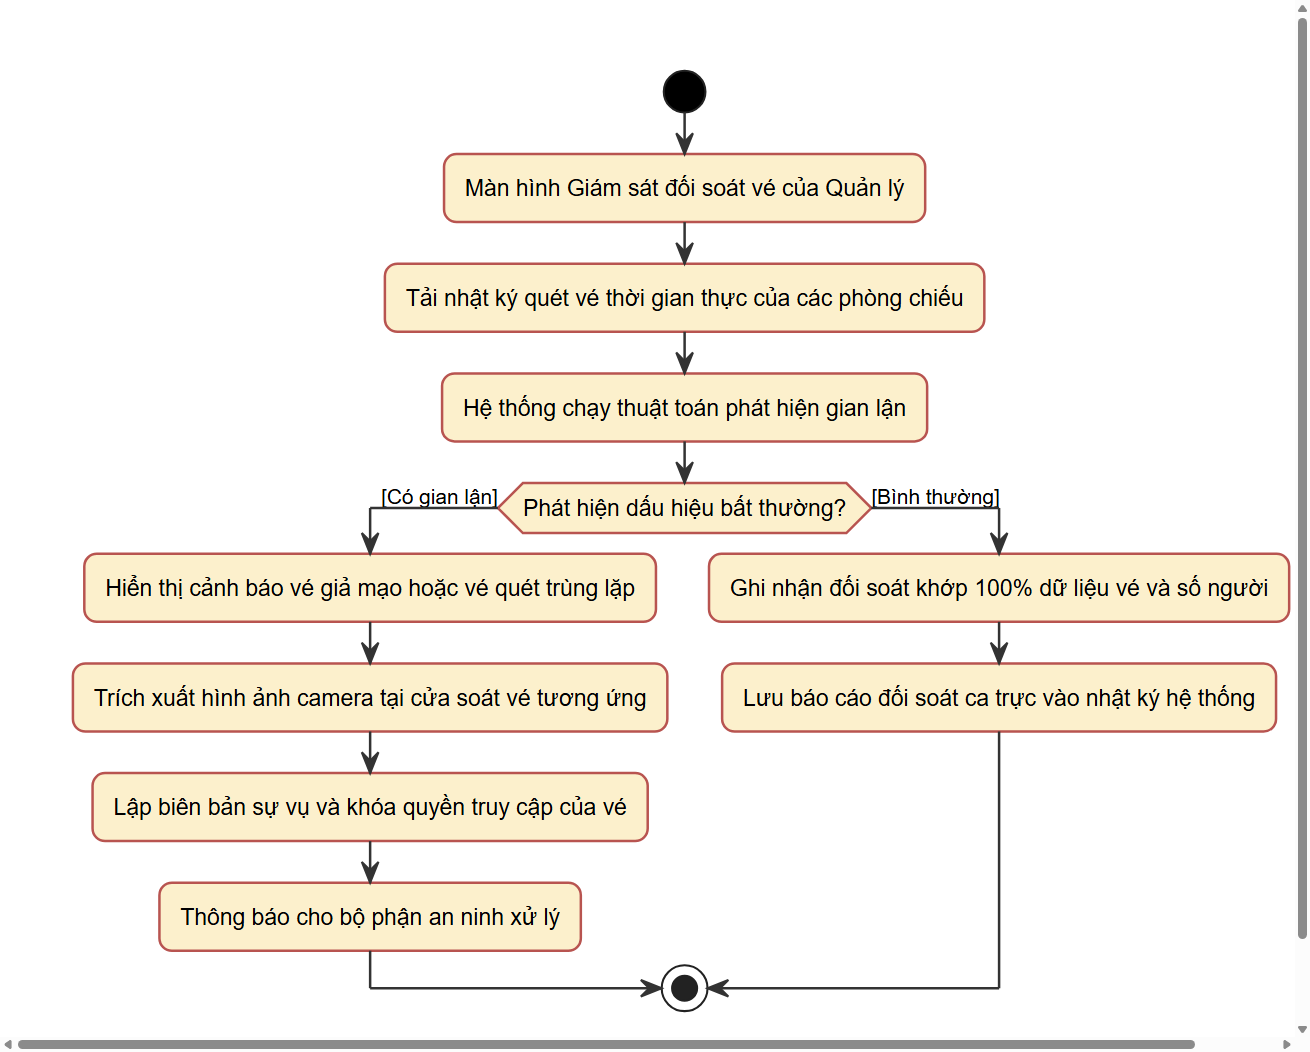 Màn hình Giám sát đối soát vé của Quản lý
Tải nhật ký quét vé thời gian thực của các phòng chiếu
Hệ thống chạy thuật toán phát hiện gian lận
[Có gian lận]
Phát hiện dấu hiệu bất thường?
[Bình thường]
Hiển thị cảnh báo vé giả mạo hoặc vé quét trùng lặp
Trích xuất hình ảnh camera tại cửa soát vé tương ứng
Lập biên bản sự vụ và khóa quyền truy cập của vé
Thông báo cho bộ phận an ninh xử lý
Ghi nhận đối soát khớp 100% dữ liệu vé và số người
Lưu báo cáo đối soát ca trực vào nhật ký hệ thống